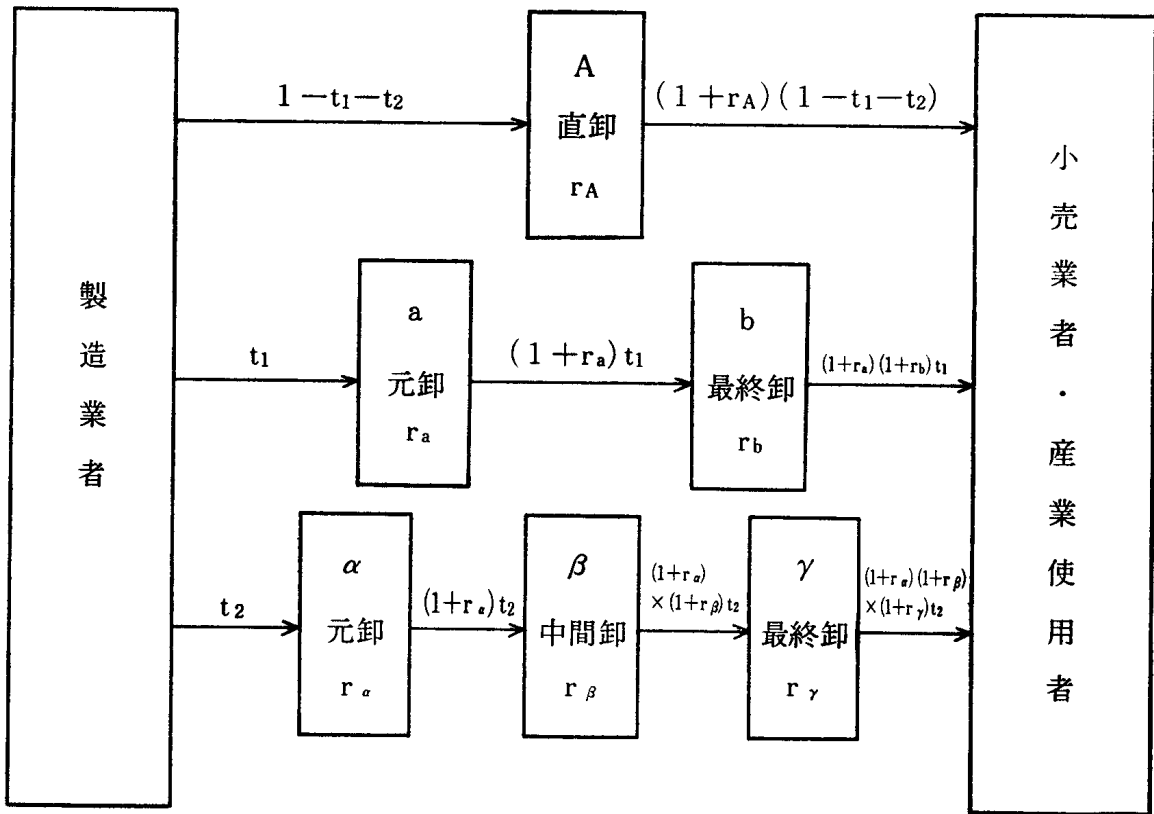 製造業者
1－t₁－t₂
A
直卸
rA
(1＋rA)(1－t₁－t₂)
t₁
a
元卸
ra
(1＋ra)t₁
b
最終卸
rb
(1+ra)(1+rb)t₁
t₂
α
元卸
rα
(1+rα)t₂
β
中間卸
rβ
(1+rα)
×(1+rβ)t₂
γ
最終卸
rγ
(1+rα)(1+rβ)
×(1+rγ)t₂
小売業者・産業使用者